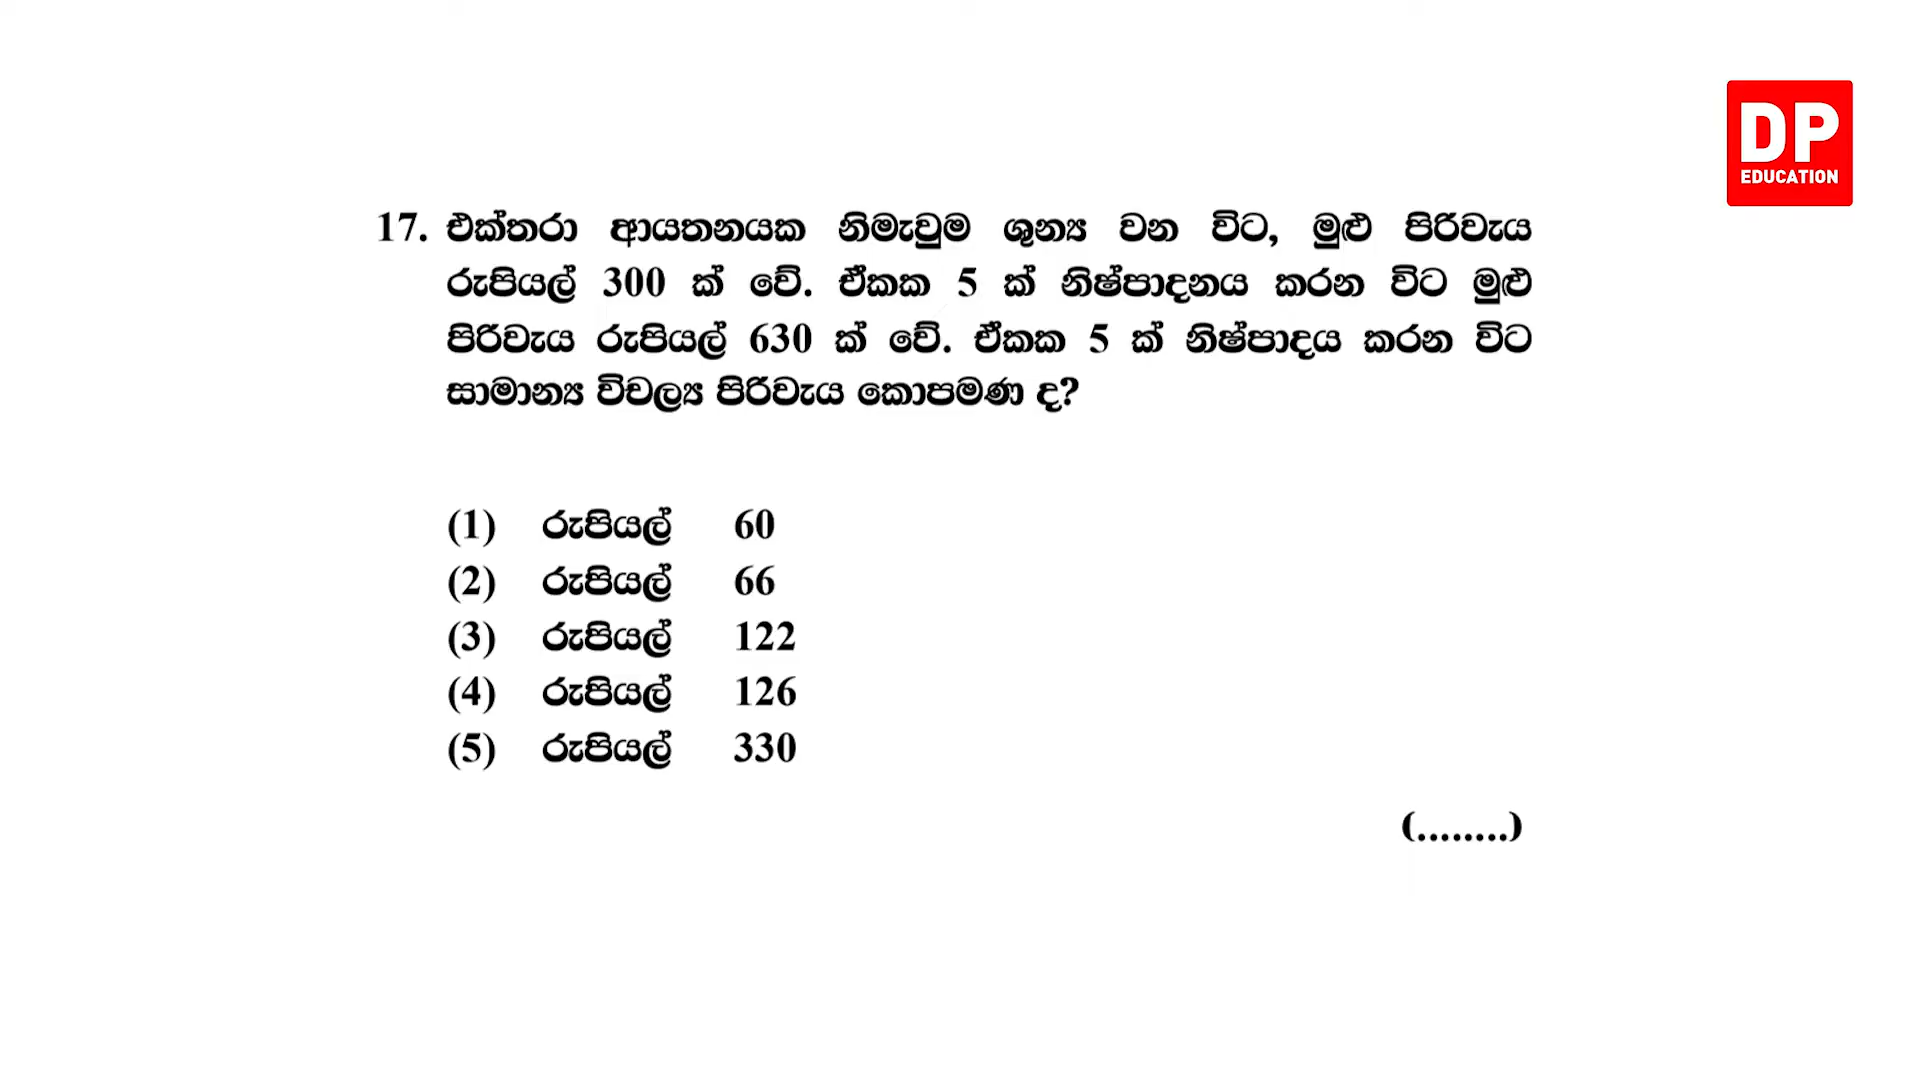 DP
EDUCATION
17. එක්තරා ආයතනයක නිමැවුම ශුන්‍ය වන විට, මුළු පිරිවැය
රුපියල් 300 ක් වේ. ඒකක 5 ක් නිෂ්පාදනය කරන විට මුළු
පිරිවැය රුපියල් 630 ක් වේ. ඒකක 5 ක් නිෂ්පාදය කරන විට
සාමාන්‍ය විචල්‍ය පිරිවැය කොපමණ ද?
(1) රුපියල් 60
(2) රුපියල් 66
(3) රුපියල් 122
(4) රුපියල් 126
(5) රුපියල් 330
(........)